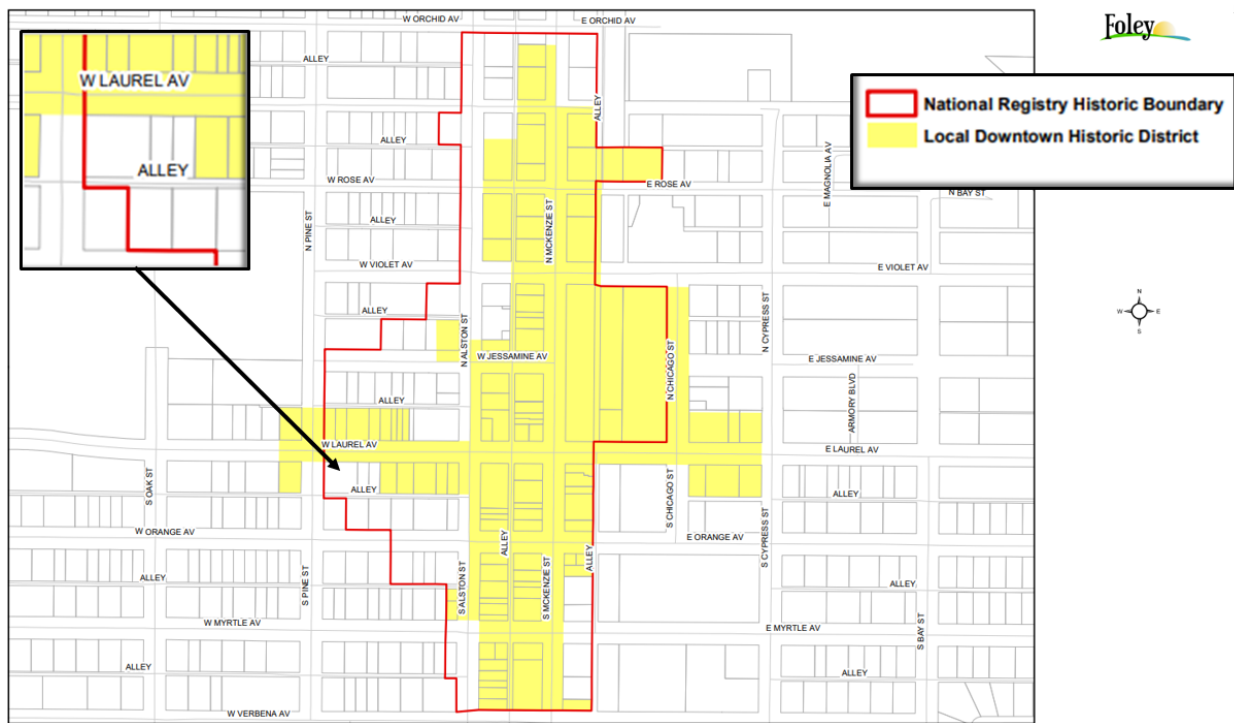 W ORCHID AV
E ORCHID AV
Foley
W LAUREL AV
ALLEY
National Registry Historic Boundary
Local Downtown Historic District
ALLEY
ALLEY
ALLEY
E MAGNOLIA AV
W ROSE AV
E ROSE AV
N BAY ST
N PINE ST
ALLEY
N MCKENZIE ST
W VIOLET AV
E VIOLET AV
ALLEY
N ALSTON ST
N CHICAGO ST
N CYPRESS ST
N
W E
S
W JESSAMINE AV
E JESSAMINE AV
ALLEY
ARMORY BLVD
W LAUREL AV
E LAUREL AV
S OAK ST
ALLEY
S CHICAGO ST
ALLEY
W ORANGE AV
ALLEY
ALLEY
E ORANGE AV
S CYPRESS ST
ALLEY
S PINE ST
S ALSTON ST
S MCKENZIE ST
ALLEY
W MYRTLE AV
E MYRTLE AV
S BAY ST
ALLEY
ALLEY
W VERBENA AV